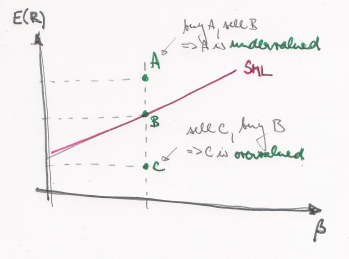 E(R)
buy A, sell B
=> A is undervalued
A
SML
B
sell C, buy B
=> C is overvalued
C
β